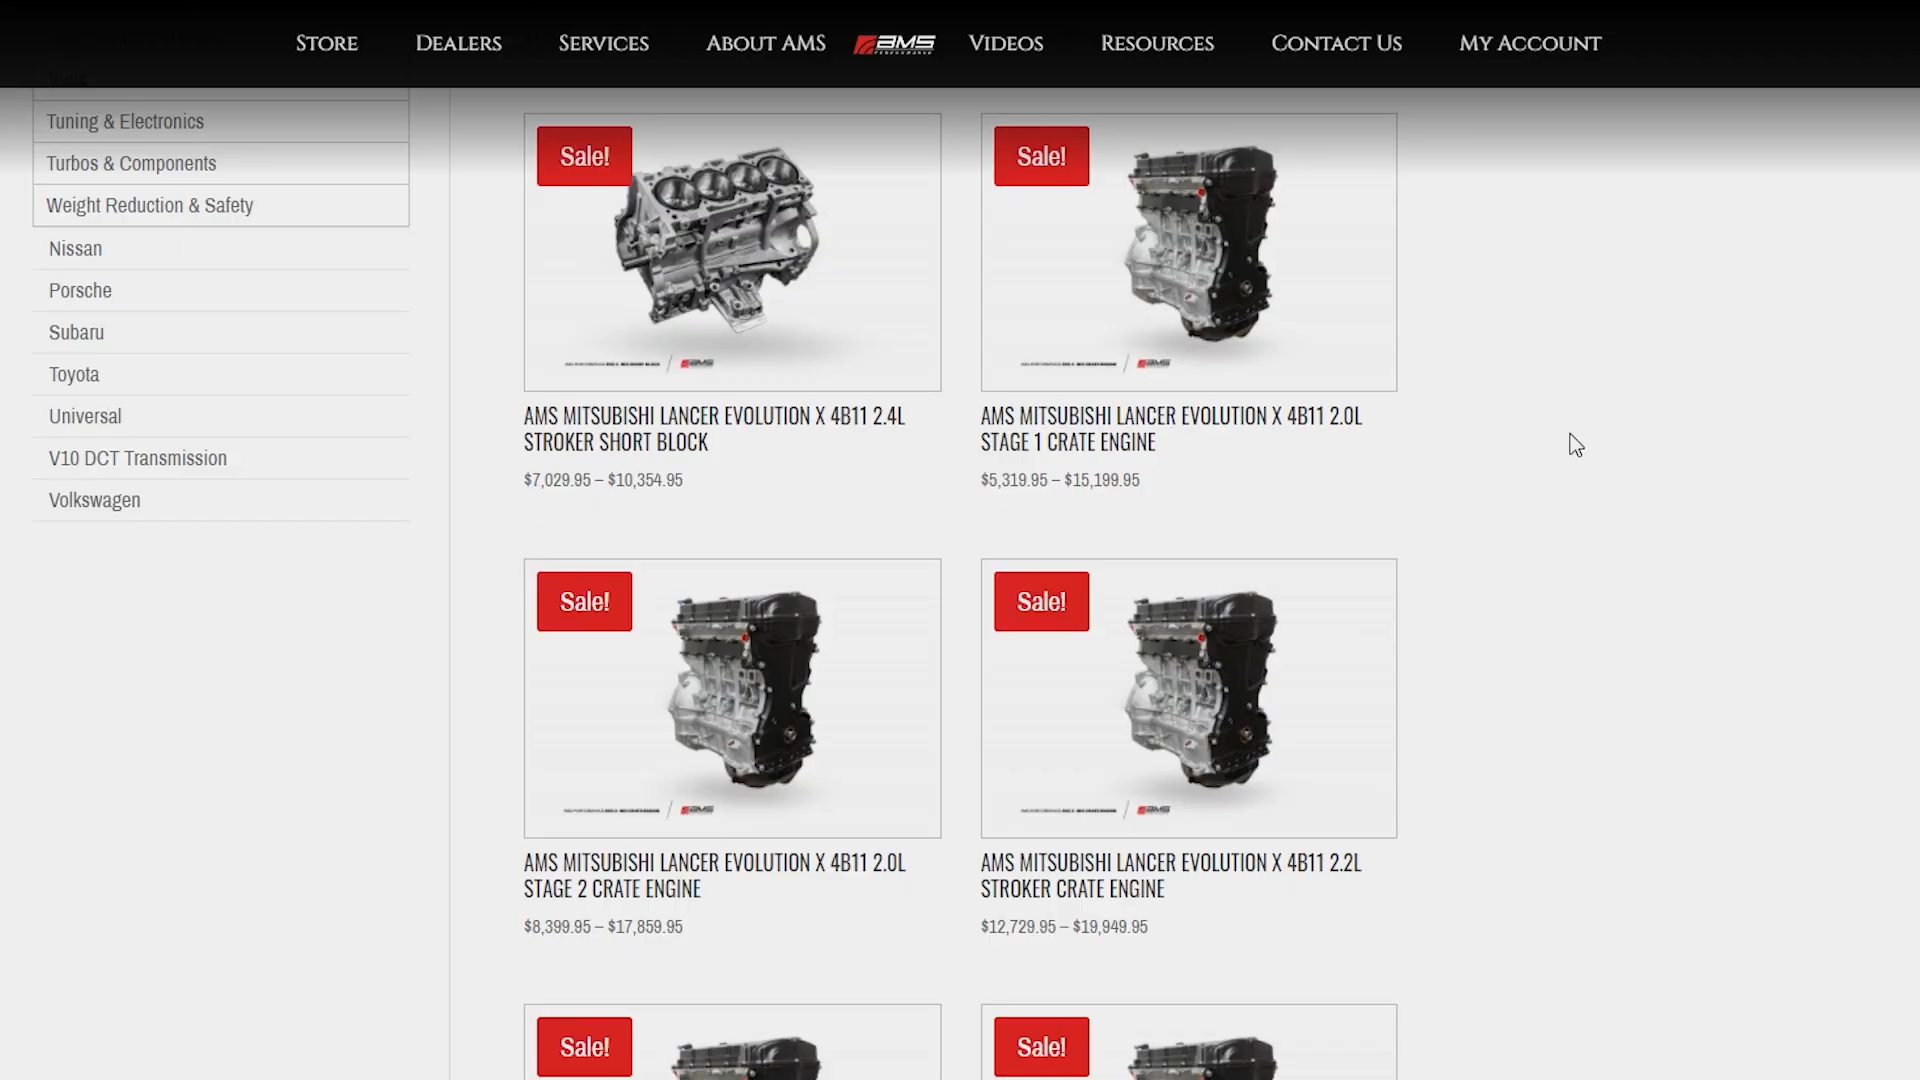 STORE
DEALERS
SERVICES
ABOUT AMS
AMS
PERFORMANCE
VIDEOS
RESOURCES
CONTACT US
MY ACCOUNT
Tuning & Electronics
Turbos & Components
Weight Reduction & Safety
Nissan
Porsche
Subaru
Toyota
Universal
V10 DCT Transmission
Volkswagen
Sale!
AMS
AMS MITSUBISHI LANCER EVOLUTION X 4B11 2.4L
STROKER SHORT BLOCK
$7,029.95 – $10,354.95
Sale!
AMS
AMS MITSUBISHI LANCER EVOLUTION X 4B11 2.0L
STAGE 1 CRATE ENGINE
$5,319.95 – $15,199.95
Sale!
AMS
AMS MITSUBISHI LANCER EVOLUTION X 4B11 2.0L
STAGE 2 CRATE ENGINE
$8,399.95 – $17,859.95
Sale!
AMS
AMS MITSUBISHI LANCER EVOLUTION X 4B11 2.2L
STROKER CRATE ENGINE
$12,729.95 – $19,949.95
Sale!
Sale!